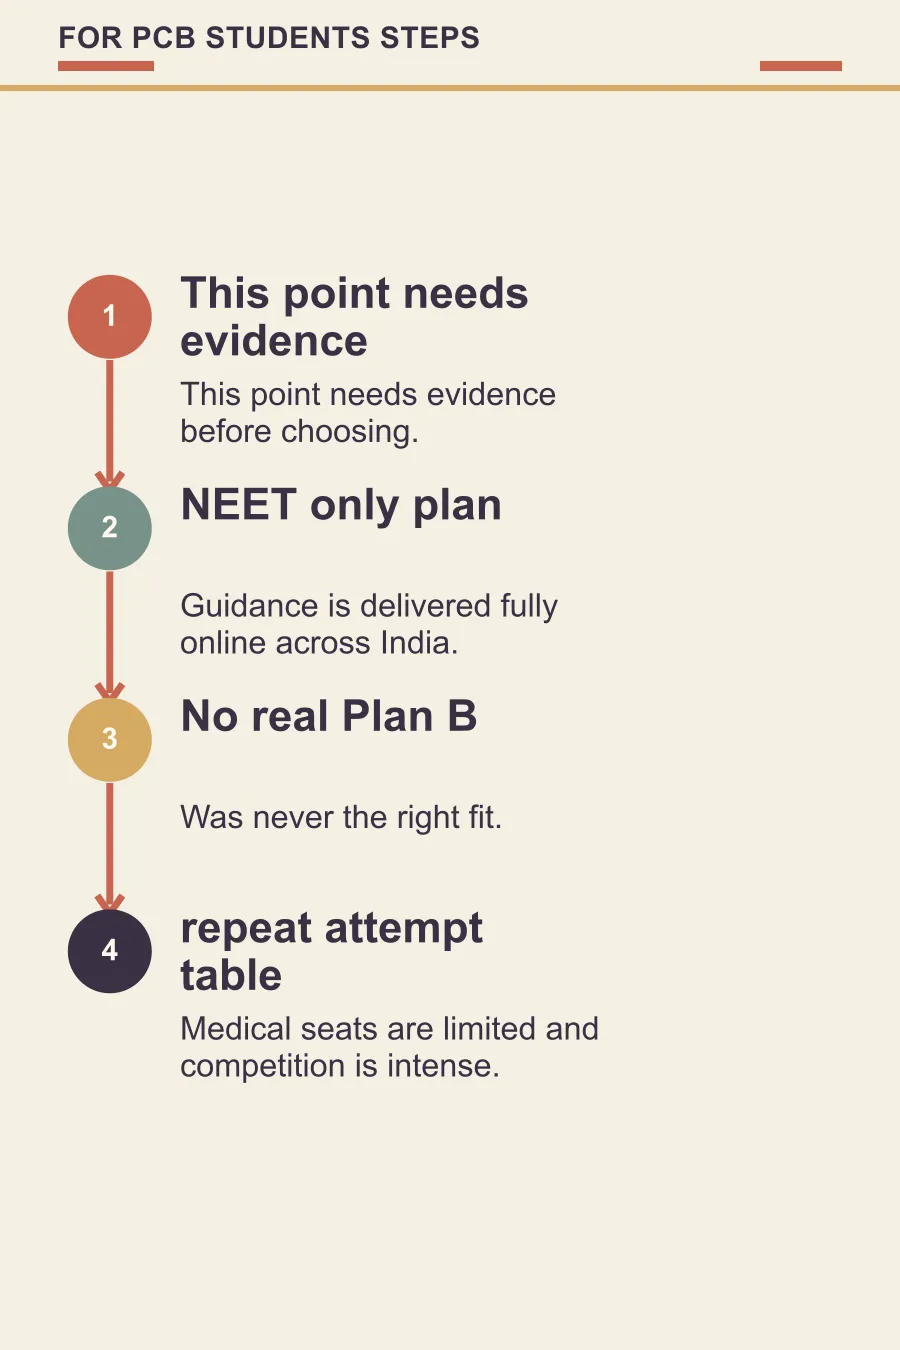 FOR PCB STUDENTS STEPS
1
This point needs
evidence
This point needs evidence
before choosing.
2
NEET only plan
Guidance is delivered fully
online across India.
3
No real Plan B
Was never the right fit.
4
repeat attempt
table
Medical seats are limited and
competition is intense.